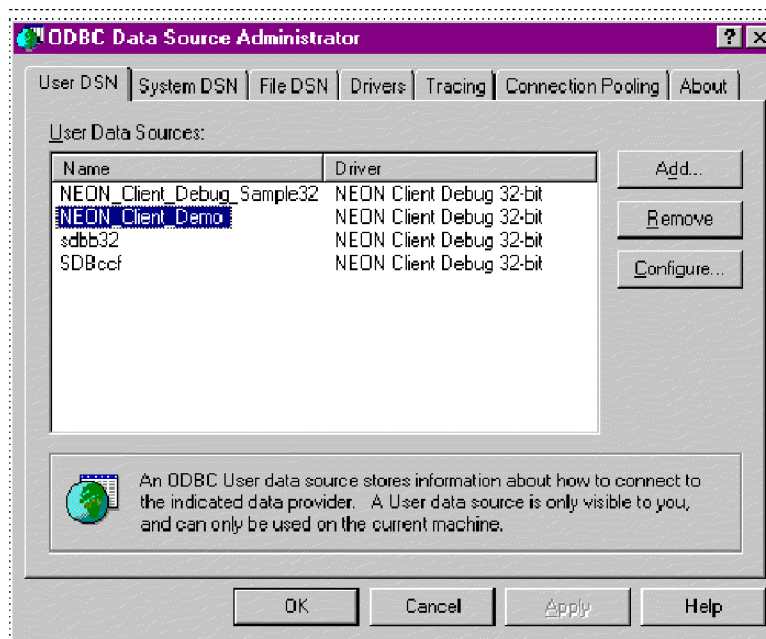 ODBC Data Source Administrator
User DSN System DSN File DSN Drivers Tracing Connection Pooling About
User Data Sources:
Name Driver
NEON_Client_Debug_Sample32 NEON Client Debug 32-bit
NEON_Client_Demo NEON Client Debug 32-bit
sdbb32 NEON Client Debug 32-bit
SDBccf NEON Client Debug 32-bit
Add...
Remove
Configure...
An ODBC User data source stores information about how to connect to
the indicated data provider. A User data source is only visible to you,
and can only be used on the current machine.
OK Cancel Apply Help